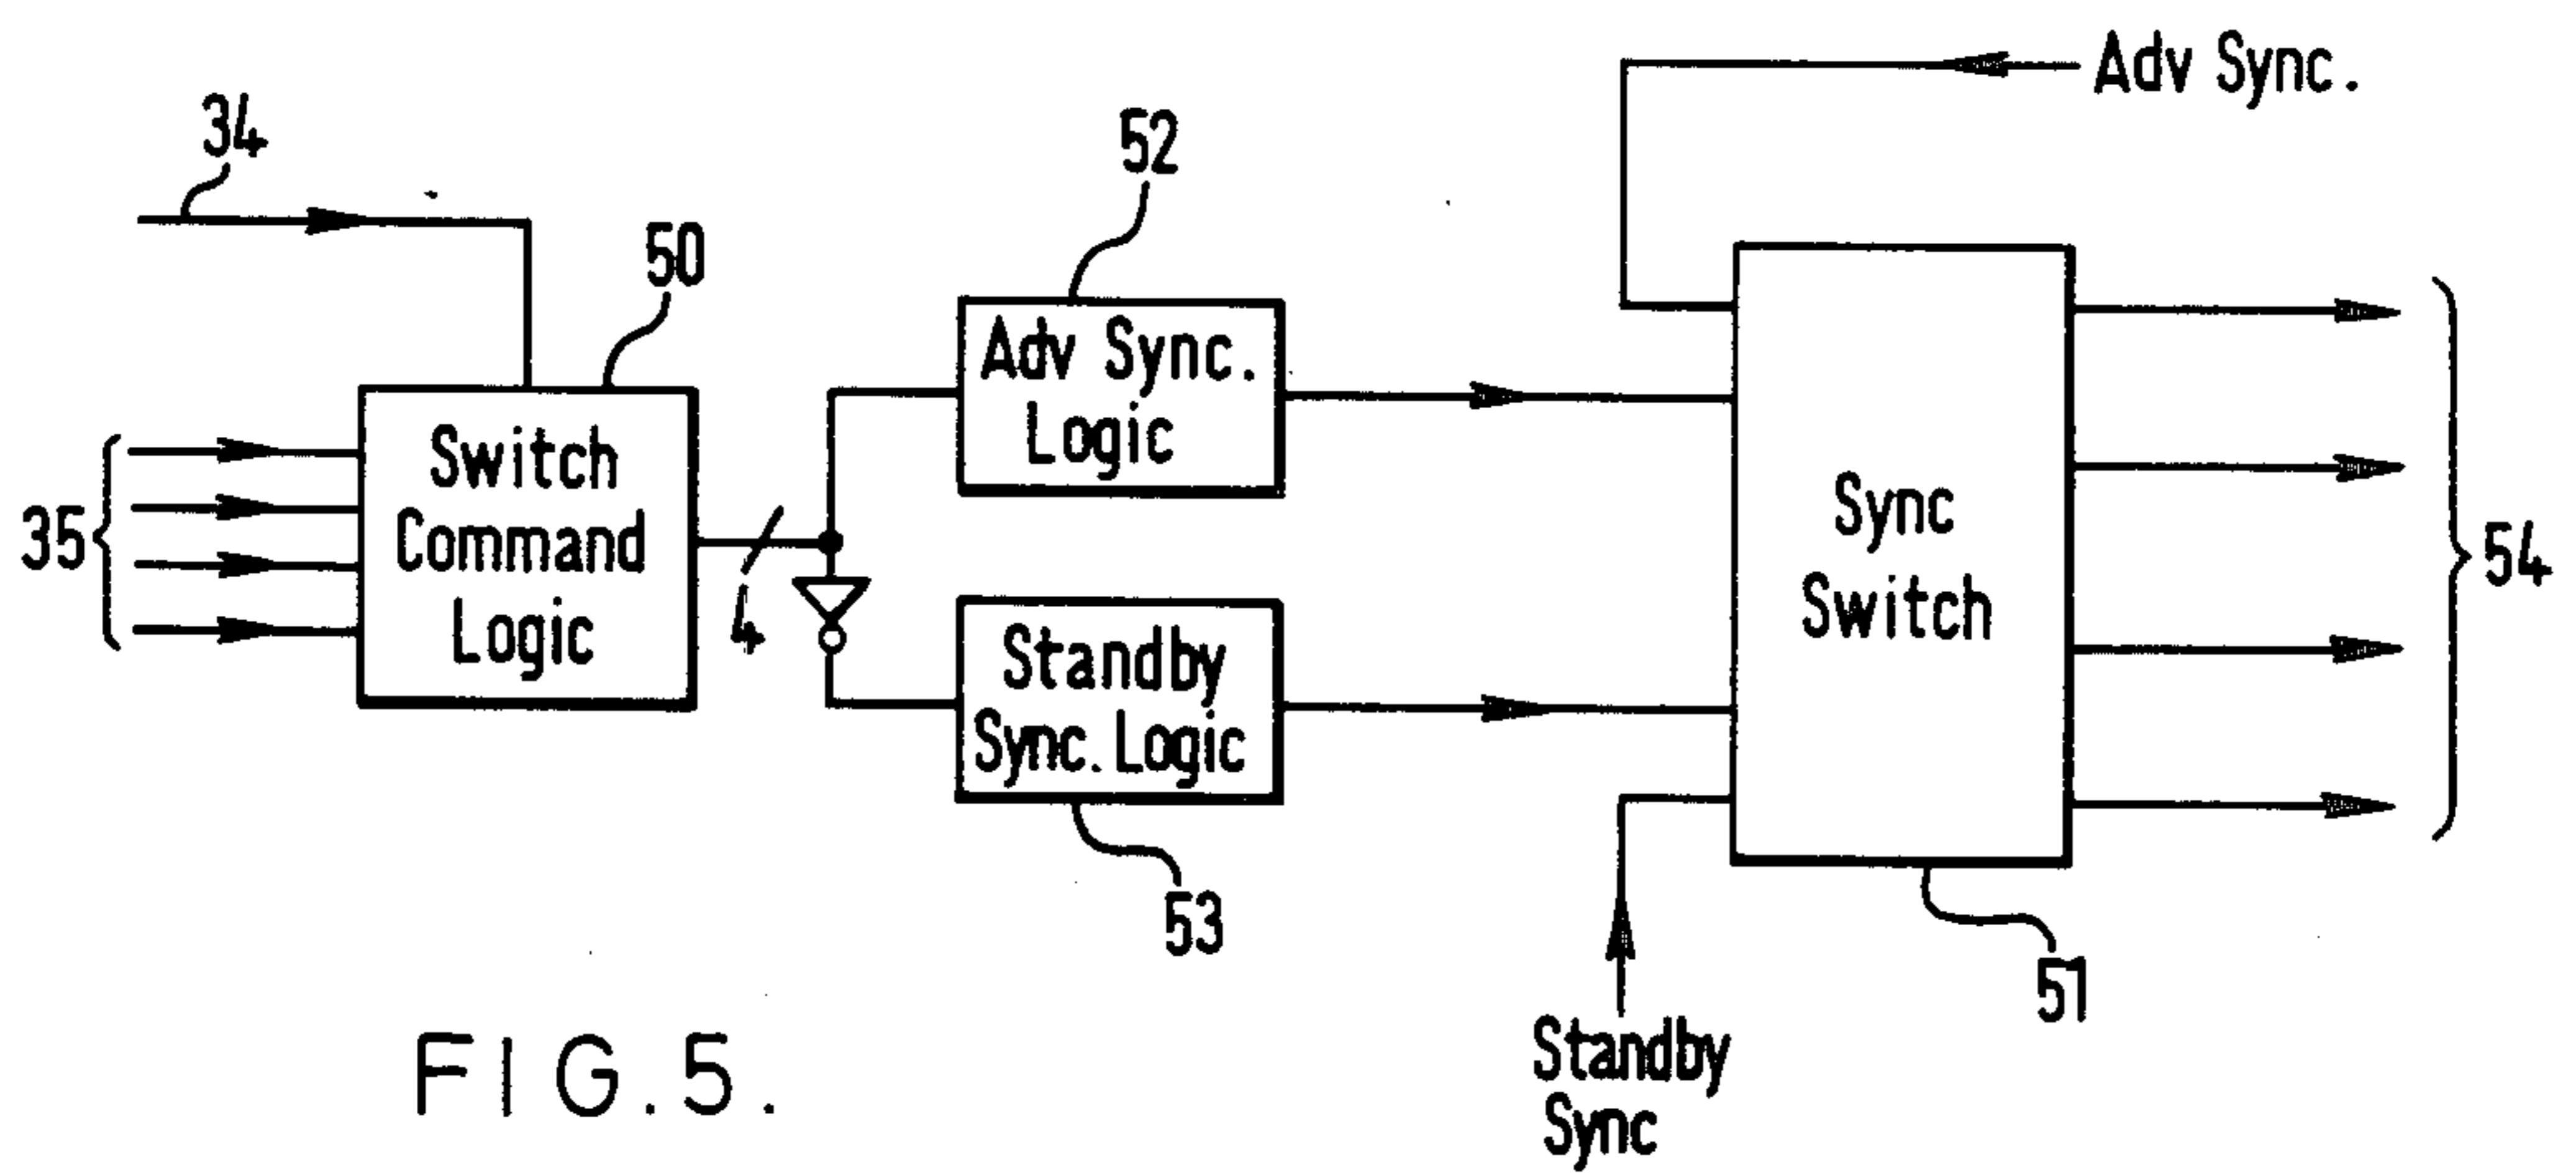 Adv Sync.
34
52
50
Adv Sync.
Logic
Switch
Command
Logic
35
4
Sync
Switch
54
Standby
Sync. Logic
53
51
Standby
Sync
FIG.5.